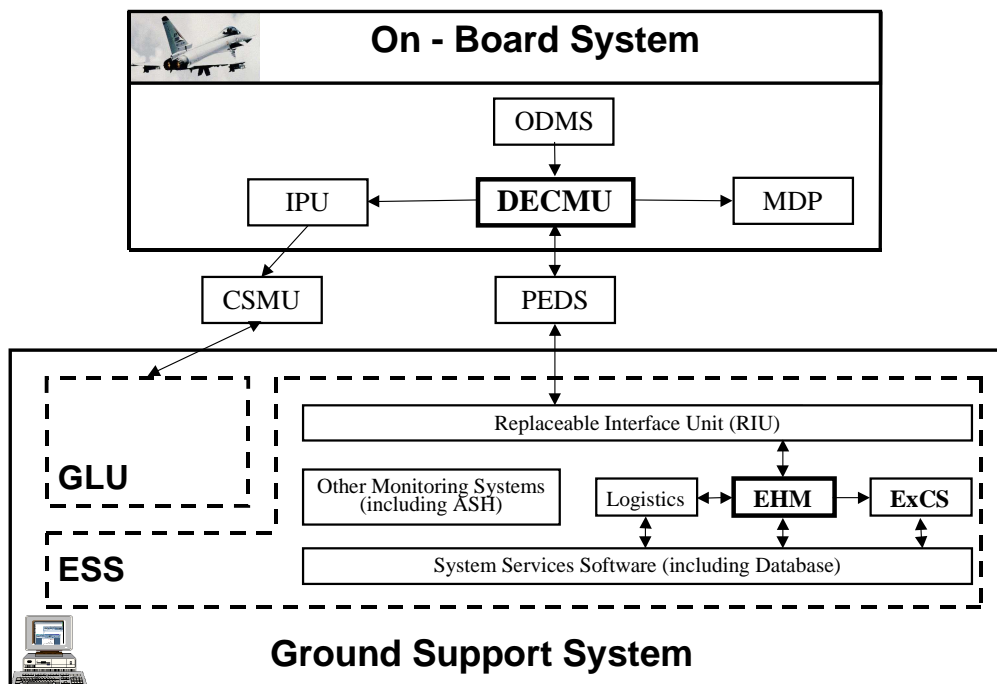 On - Board System
ODMS
IPU
DECMU
MDP
CSMU
PEDS
Replaceable Interface Unit (RIU)
GLU
Other Monitoring Systems
(including ASH)
Logistics
EHM
ExCS
ESS
System Services Software (including Database)
Ground Support System